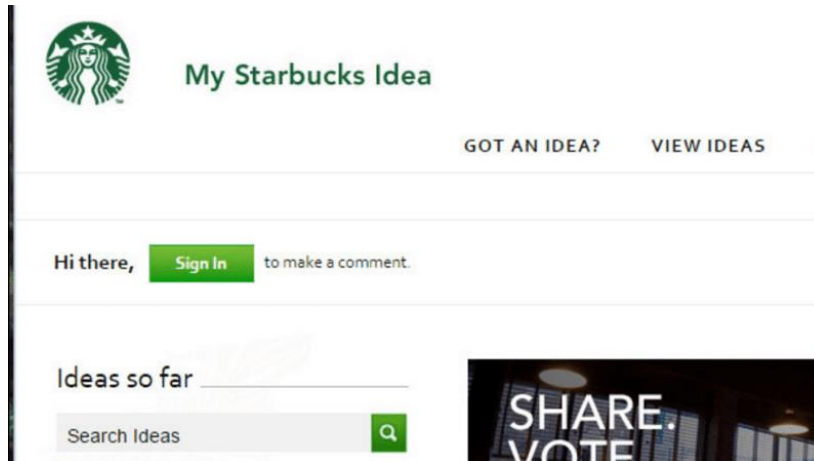 My Starbucks Idea
GOT AN IDEA? VIEW IDEAS
Hi there, Sign In to make a comment.
Ideas so far
Search Ideas
SHARE.
VOTE.